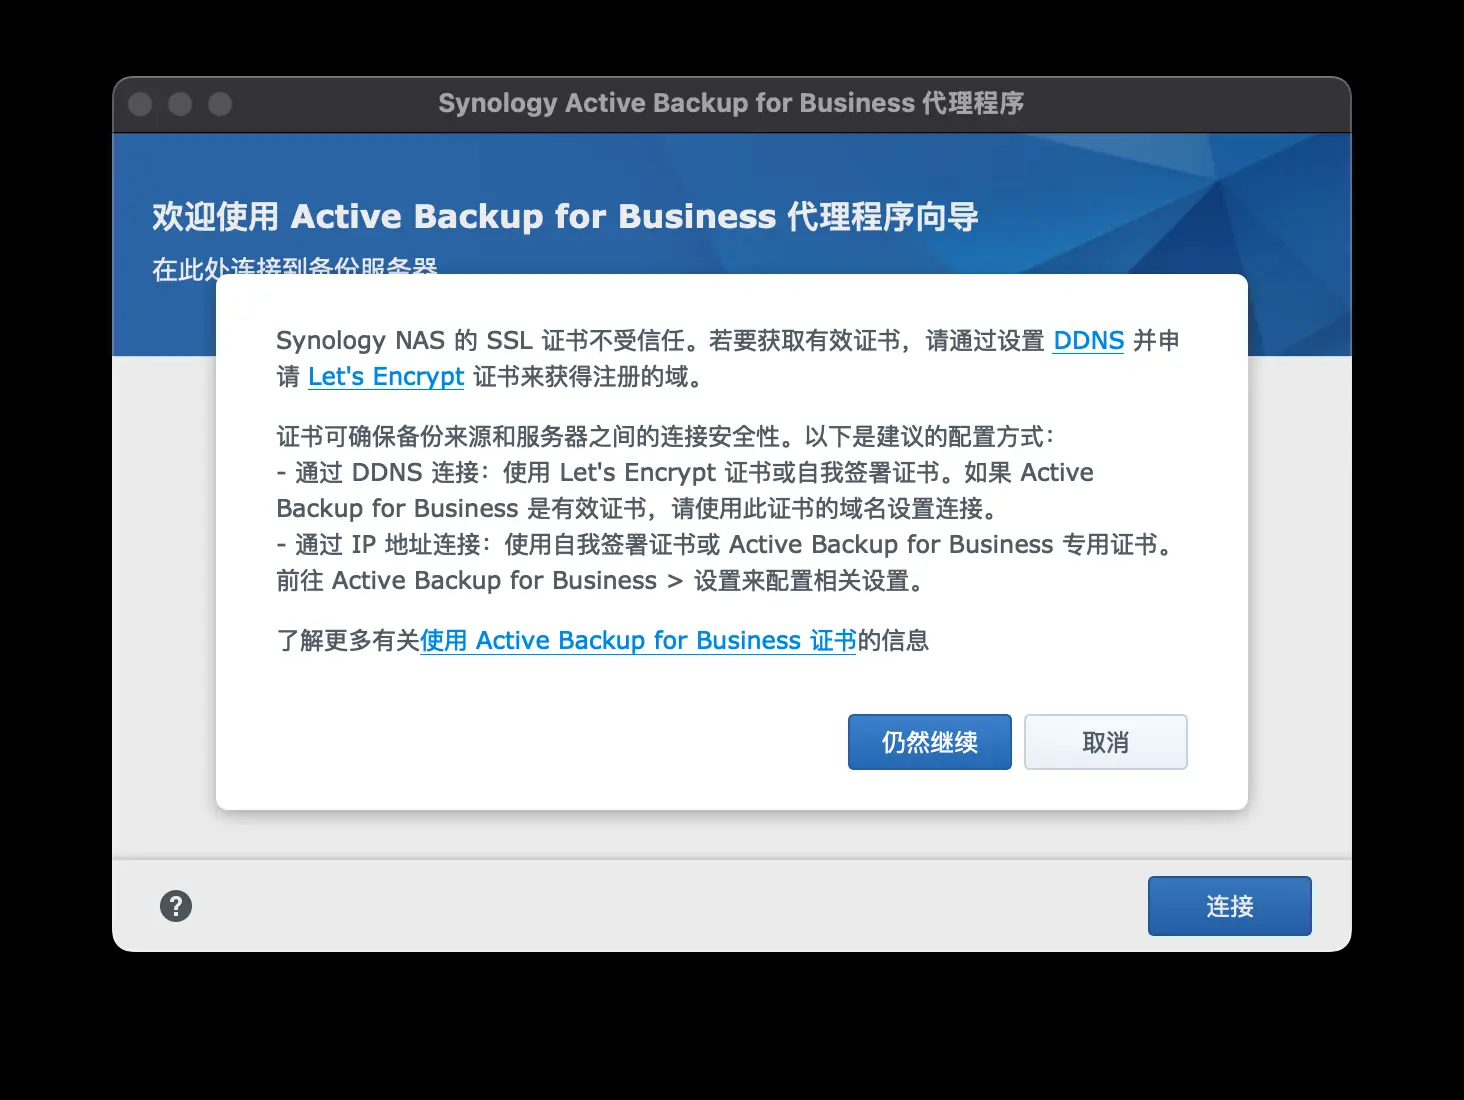 Synology Active Backup for Business 代理程序
欢迎使用 Active Backup for Business 代理程序向导
在此处连接到备份服务器
Synology NAS 的 SSL 证书不受信任。若要获取有效证书，请通过设置 DDNS 并申
请 Let's Encrypt 证书来获得注册的域。
证书可确保备份来源和服务器之间的连接安全性。以下是建议的配置方式：
- 通过 DDNS 连接：使用 Let's Encrypt 证书或自我签署证书。如果 Active
Backup for Business 是有效证书，请使用此证书的域名设置连接。
- 通过 IP 地址连接：使用自我签署证书或 Active Backup for Business 专用证书。
前往 Active Backup for Business > 设置来配置相关设置。
了解更多有关使用 Active Backup for Business 证书的信息
仍然继续
取消
?
连接